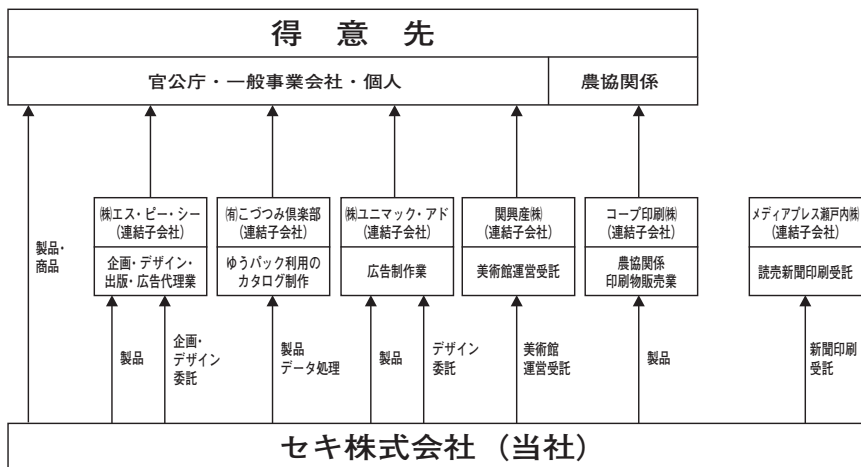 得意先
官公庁・一般事業会社・個人
農協関係
㈱エス・ピー・シー
(連結子会社)
企画・デザイン・
出版・広告代理業
㈲こづつみ倶楽部
(連結子会社)
ゆうパック利用の
カタログ制作
㈱ユニマック・アド
(連結子会社)
広告制作業
関興産㈱
(連結子会社)
美術館運営受託
コープ印刷㈱
(連結子会社)
農協関係
印刷物販売業
メディアプレス瀬戸内㈱
(連結子会社)
読売新聞印刷受託
製品・
商品
製品
企画・
デザイン
委託
製品
データ処理
製品
デザイン
委託
美術館
運営受託
製品
新聞印刷
受託
セキ株式会社（当社）